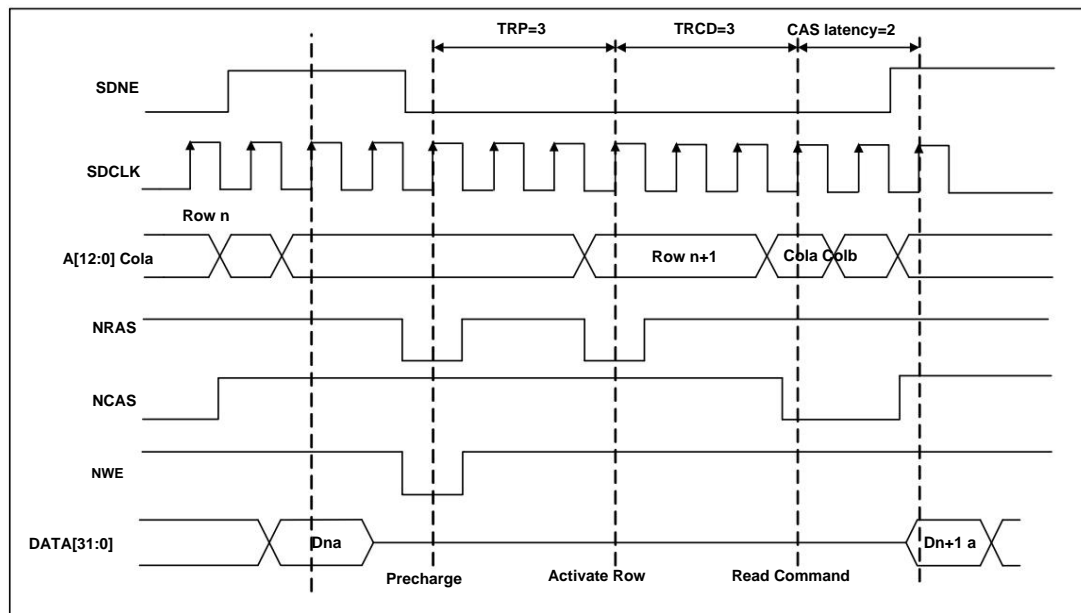 TRP=3 TRCD=3 CAS latency=2
SDNE
SDCLK
Row n
A[12:0] Cola Row n+1 Cola Colb
NRAS
NCAS
NWE
DATA[31:0] Dna Dn+1 a
Precharge Activate Row Read Command